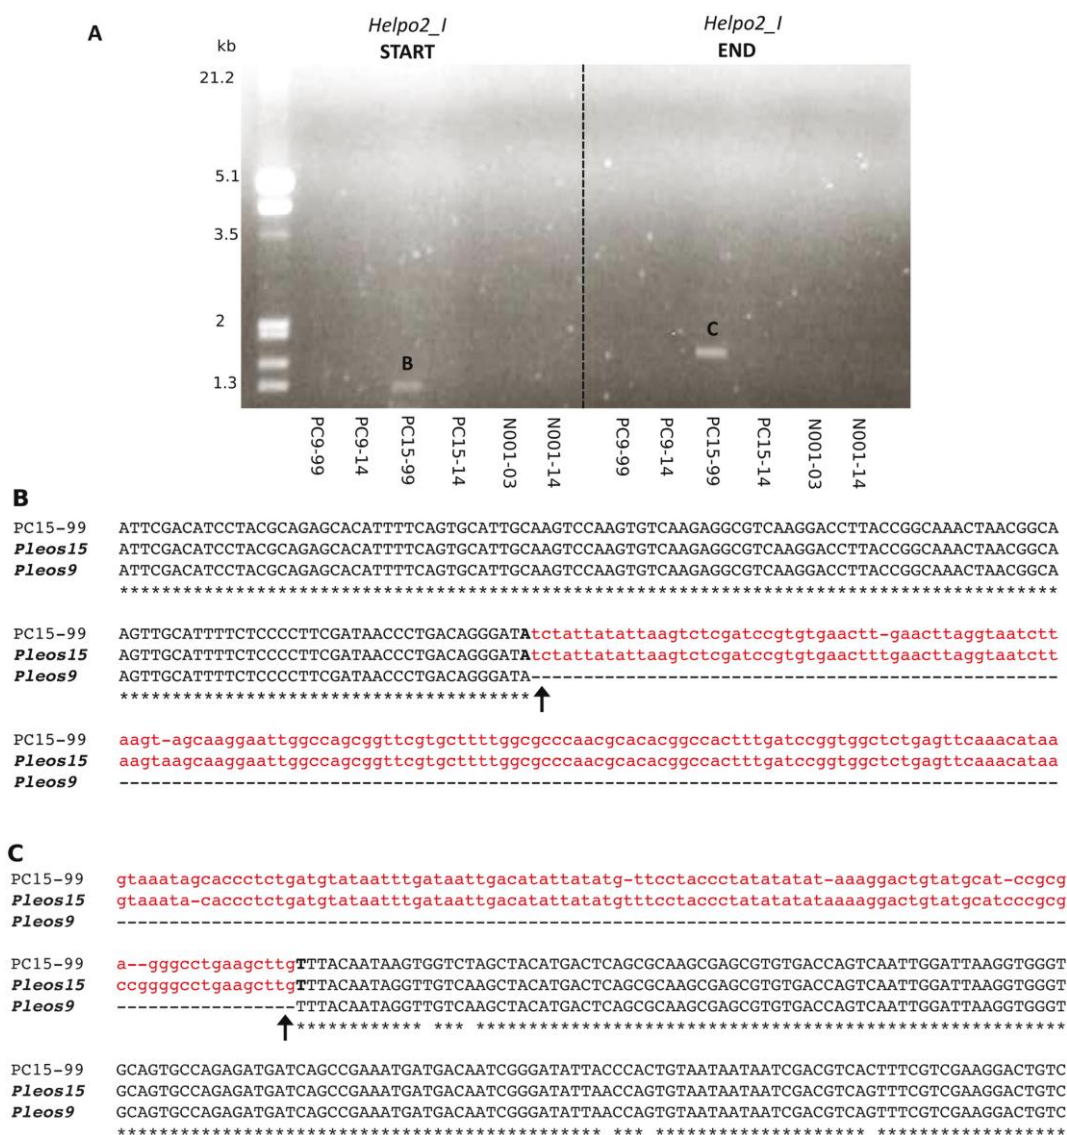 A
Helpo2_I
START
Helpo2_I
END
kb
21.2
5.1
3.5
2
1.3
B
C
PC9-99
PC9-14
PC15-99
PC15-14
N001-03
N001-14
PC9-99
PC9-14
PC15-99
PC15-14
N001-03
N001-14
B
PC15-99 ATTCGACATCCTACGCAGAGCACATTTTCAGTGCATTGCAAGTCCAAGTGTCAAGAGGCGTCAAGGACCTTACCGGCAAACTAACGGCA
Pleos15 ATTCGACATCCTACGCAGAGCACATTTTCAGTGCATTGCAAGTCCAAGTGTCAAGAGGCGTCAAGGACCTTACCGGCAAACTAACGGCA
Pleos9 ATTCGACATCCTACGCAGAGCACATTTTCAGTGCATTGCAAGTCCAAGTGTCAAGAGGCGTCAAGGACCTTACCGGCAAACTAACGGCA
*****************************************************************************************
PC15-99 AGTTGCATTTTCTCCCCTTCGATAACCCTGACAGGGATAtctattatattaagtctcgatccgtgtgaactt-gaacttaggtaatctt
Pleos15 AGTTGCATTTTCTCCCCTTCGATAACCCTGACAGGGATAtctattatattaagtctcgatccgtgtgaactttgaacttaggtaatctt
Pleos9 AGTTGCATTTTCTCCCCTTCGATAACCCTGACAGGGATA--------------------------------------------------
***************************************
PC15-99 aagt-agcaaggaattggccagcggttcgtgcttttggcgcccaacgcacacggccactttgatccggtggctctgagttcaaacataa
Pleos15 aagtaagcaaggaattggccagcggttcgtgcttttggcgcccaacgcacacggccactttgatccggtggctctgagttcaaacataa
Pleos9 -----------------------------------------------------------------------------------------
C
PC15-99 gtaaatagcaccctctgatgtataatttgataattgacatattatatg-ttcctaccctatatatat-aaaggactgtatgcat-ccgcg
Pleos15 gtaaata-caccctctgatgtataatttgataattgacatattatatgtttcctaccctatatatataaaaggactgtatgcatcccgcg
Pleos9 ------------------------------------------------------------------------------------------
PC15-99 a--gggcctgaagcttgTTTACAATAAGTGGTCTAGCTACATGACTCAGCGCAAGCGAGCGTGTGACCAGTCAATTGGATTAAGGTGGGT
Pleos15 ccggggcctgaagcttgTTTACAATAGGTTGTCAAGCTACATGACTCAGCGCAAGCGAGCGTGTGACCAGTCAATTGGATTAAGGTGGGT
Pleos9 -----------------TTTACAATAGGTTGTCAAGCTACATGACTCAGCGCAAGCGAGCGTGTGACCAGTCAATTGGATTAAGGTGGGT
************ *** ********************************************************
PC15-99 GCAGTGCCAGAGATGATCAGCCGAAATGATGACAATCGGGATATTACCCACTGTAATAATAATCGACGTCACTTTCGTCGAAGGACTGTC
Pleos15 GCAGTGCCAGAGATGATCAGCCGAAATGATGACAATCGGGATATTAACCAGTGTAATAATAATCGACGTCAGTTTCGTCGAAGGACTGTC
Pleos9 GCAGTGCCAGAGATGATCAGCCGAAATGATGACAATCGGGATATTAACCAGTGTAATAATAATCGACGTCAGTTTCGTCGAAGGACTGTC
********************************************** *** ******************** ******************